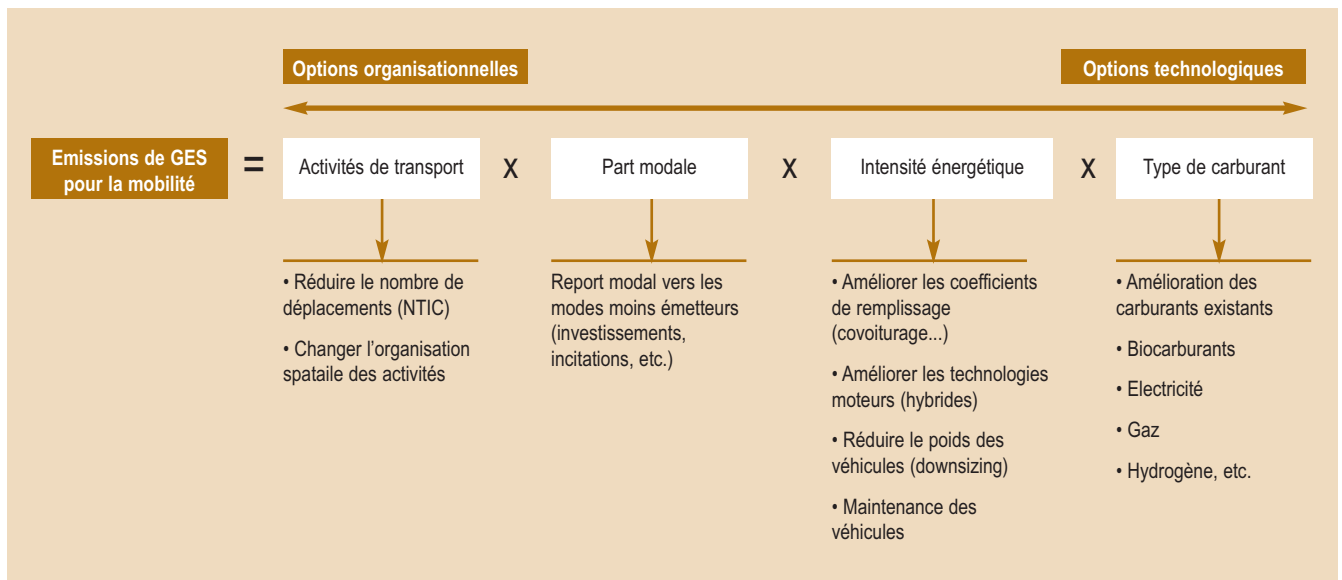 Options organisationnelles
Options technologiques
Emissions de GES
pour la mobilité
=
Activités de transport
X
Part modale
X
Intensité énergétique
X
Type de carburant
• Réduire le nombre de
déplacements (NTIC)
• Changer l'organisation
spataile des activités
Report modal vers les
modes moins émetteurs
(investissements,
incitations, etc.)
• Améliorer les coefficients
de remplissage
(covoiturage...)
• Améliorer les technologies
moteurs (hybrides)
• Réduire le poids des
véhicules (downsizing)
• Maintenance des
véhicules
• Amélioration des
carburants existants
• Biocarburants
• Electricité
• Gaz
• Hydrogène, etc.